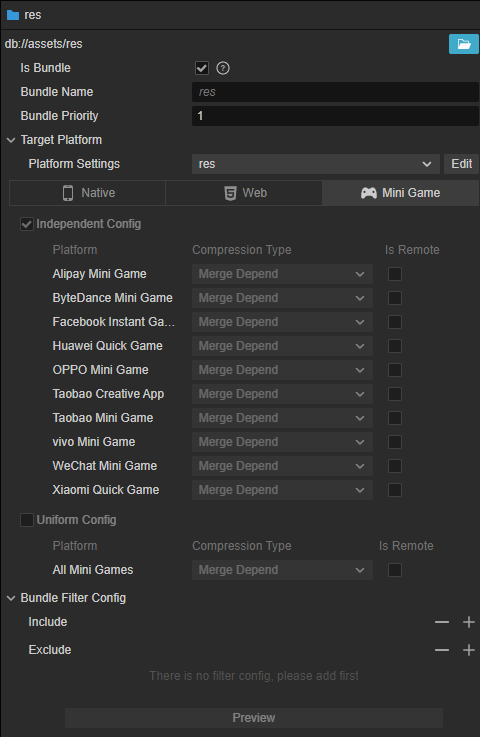 res
db://assets/res
Is Bundle ?
Bundle Name res
Bundle Priority 1
Target Platform
Platform Settings res Edit
Native Web Mini Game
Independent Config
Platform Compression Type Is Remote
Alipay Mini Game Merge Depend
ByteDance Mini Game Merge Depend
Facebook Instant Ga... Merge Depend
Huawei Quick Game Merge Depend
OPPO Mini Game Merge Depend
Taobao Creative App Merge Depend
Taobao Mini Game Merge Depend
vivo Mini Game Merge Depend
WeChat Mini Game Merge Depend
Xiaomi Quick Game Merge Depend
Uniform Config
Platform Compression Type Is Remote
All Mini Games Merge Depend
Bundle Filter Config
Include
Exclude
There is no filter config, please add first
Preview